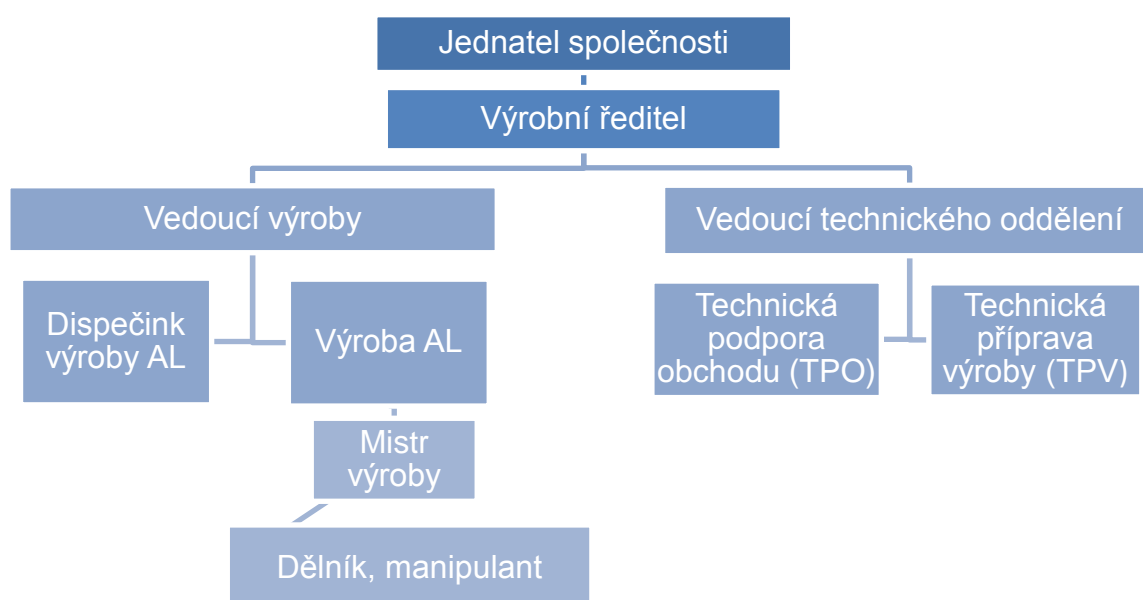 Jednatel společnosti
Výrobní ředitel
Vedoucí výroby
Vedoucí technického oddělení
Dispečink
výroby AL
Výroba AL
Technická
podpora
obchodu (TPO)
Technická
příprava
výroby (TPV)
Mistr
výroby
Dělník, manipulant